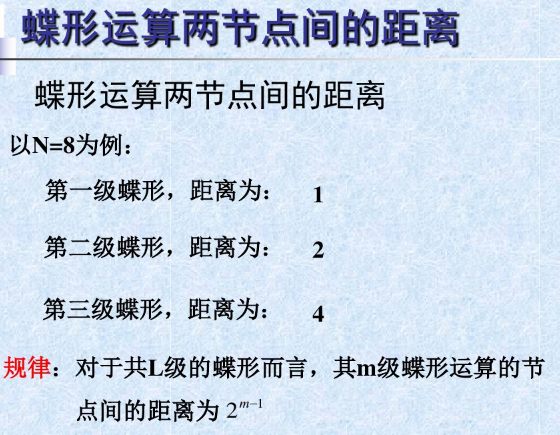 蝶形运算两节点间的距离
蝶形运算两节点间的距离
以N=8为例：
第一级蝶形，距离为： 1
第二级蝶形，距离为： 2
第三级蝶形，距离为： 4
规律：对于共L级的蝶形而言，其m级蝶形运算的节
点间的距离为 2^{m-1}